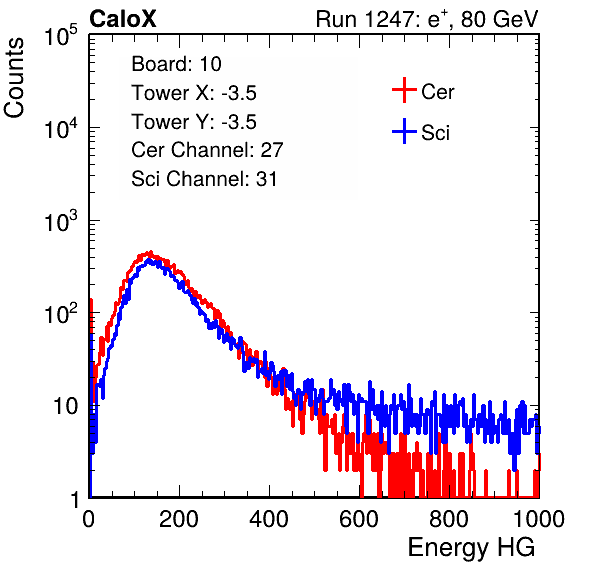 CaloX Run 1247: e⁺, 80 GeV
Counts
Board: 10
Tower X: -3.5
Tower Y: -3.5
Cer Channel: 27
Sci Channel: 31
Cer
Sci
10⁵
10⁴
10³
10²
10
1
0 200 400 600 800 1000
Energy HG